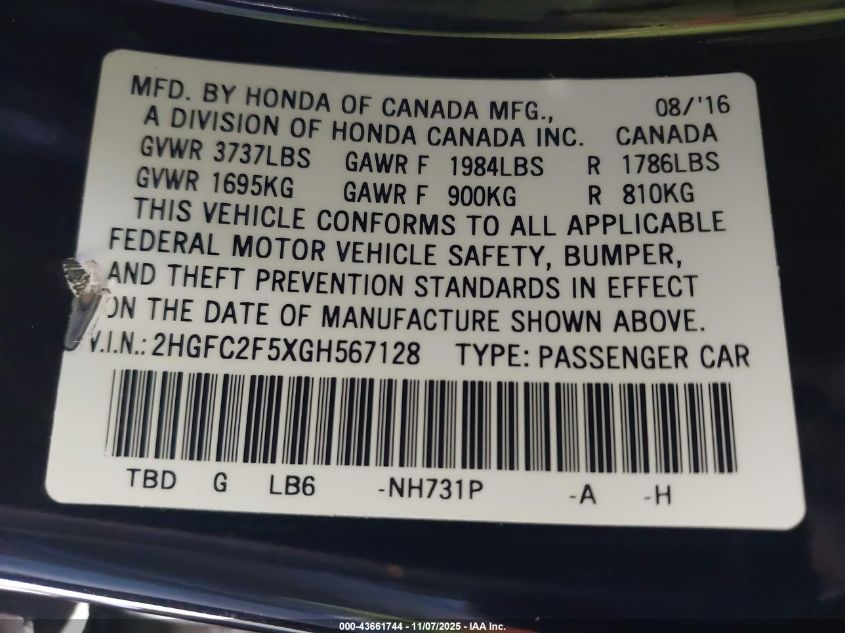 MFD. BY HONDA OF CANADA MFG., 08/'16
A DIVISION OF HONDA CANADA INC. CANADA
GVWR 3737LBS GAWR F 1984LBS R 1786LBS
GVWR 1695KG GAWR F 900KG R 810KG
THIS VEHICLE CONFORMS TO ALL APPLICABLE
FEDERAL MOTOR VEHICLE SAFETY, BUMPER,
AND THEFT PREVENTION STANDARDS IN EFFECT
ON THE DATE OF MANUFACTURE SHOWN ABOVE.
V.I.N.: 2HGFC2F5XGH567128 TYPE: PASSENGER CAR
TBD G LB6 -NH731P -A -H
000-43661744 - 11/07/2025 - IAA Inc.